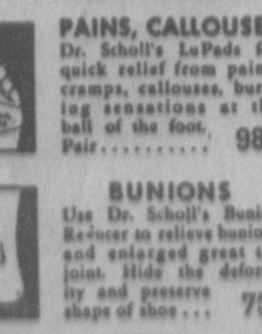 PAINS, CALLOUSE
Dr. Scholl's LuPads f
quick relief from pain
cramps, callouses, bur
ing sensations at th
ball of the foot.
Pair.......... 98
BUNIONS
Use Dr. Scholl's Buni
Reducer to relieve bunio
and enlarged great t
joint. Hide the defor
ity and preserve
shape of shoe ... 75